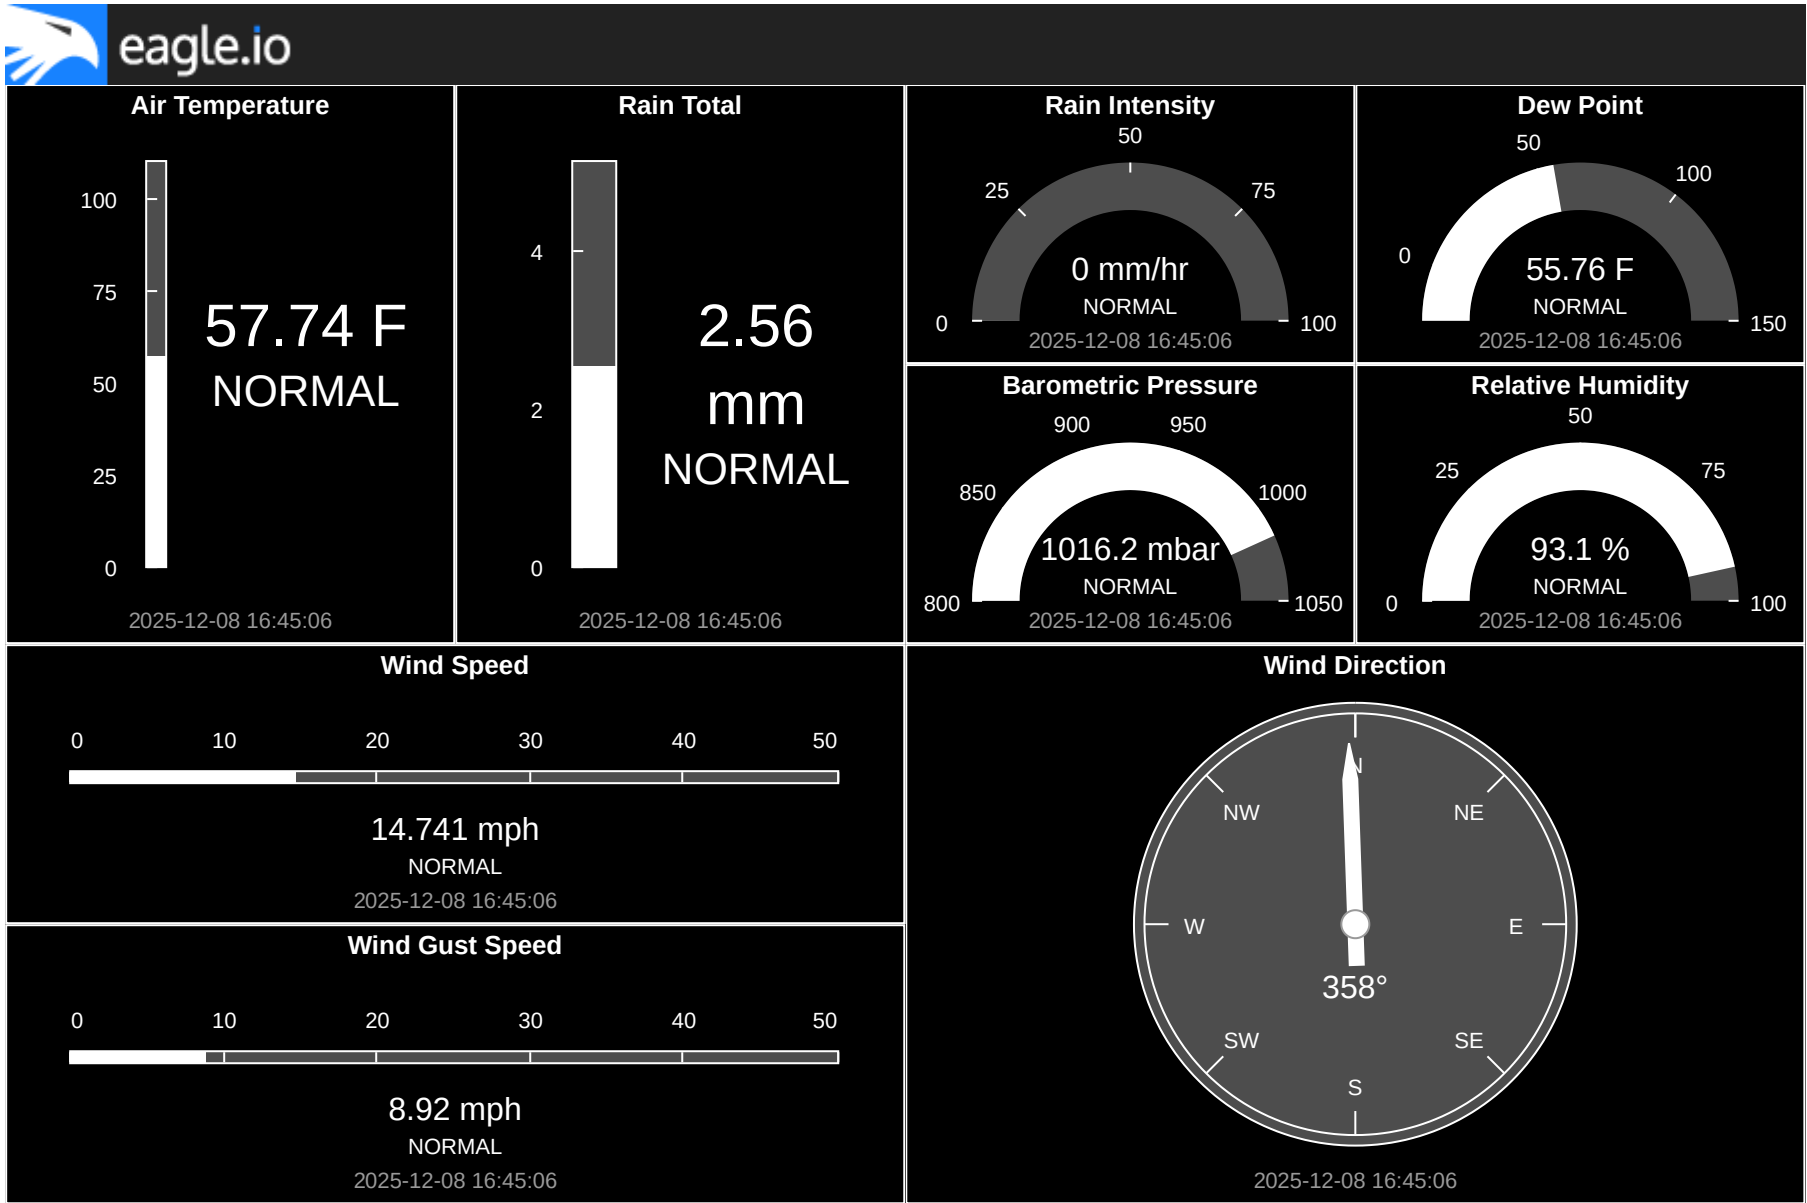 eagle.io
Air Temperature
100
75
50
25
0
57.74 F
NORMAL
2025-12-08 16:45:06
Rain Total
4
2
0
2.56
mm
NORMAL
2025-12-08 16:45:06
Rain Intensity
0
25
50
75
100
0 mm/hr
NORMAL
2025-12-08 16:45:06
Dew Point
0
50
100
150
55.76 F
NORMAL
2025-12-08 16:45:06
Barometric Pressure
800
850
900
950
1000
1050
1016.2 mbar
NORMAL
2025-12-08 16:45:06
Relative Humidity
0
25
50
75
100
93.1 %
NORMAL
2025-12-08 16:45:06
Wind Speed
0 10 20 30 40 50
14.741 mph
NORMAL
2025-12-08 16:45:06
Wind Gust Speed
0 10 20 30 40 50
8.92 mph
NORMAL
2025-12-08 16:45:06
Wind Direction
N
NW NE
W E
358°
SW SE
S
2025-12-08 16:45:06